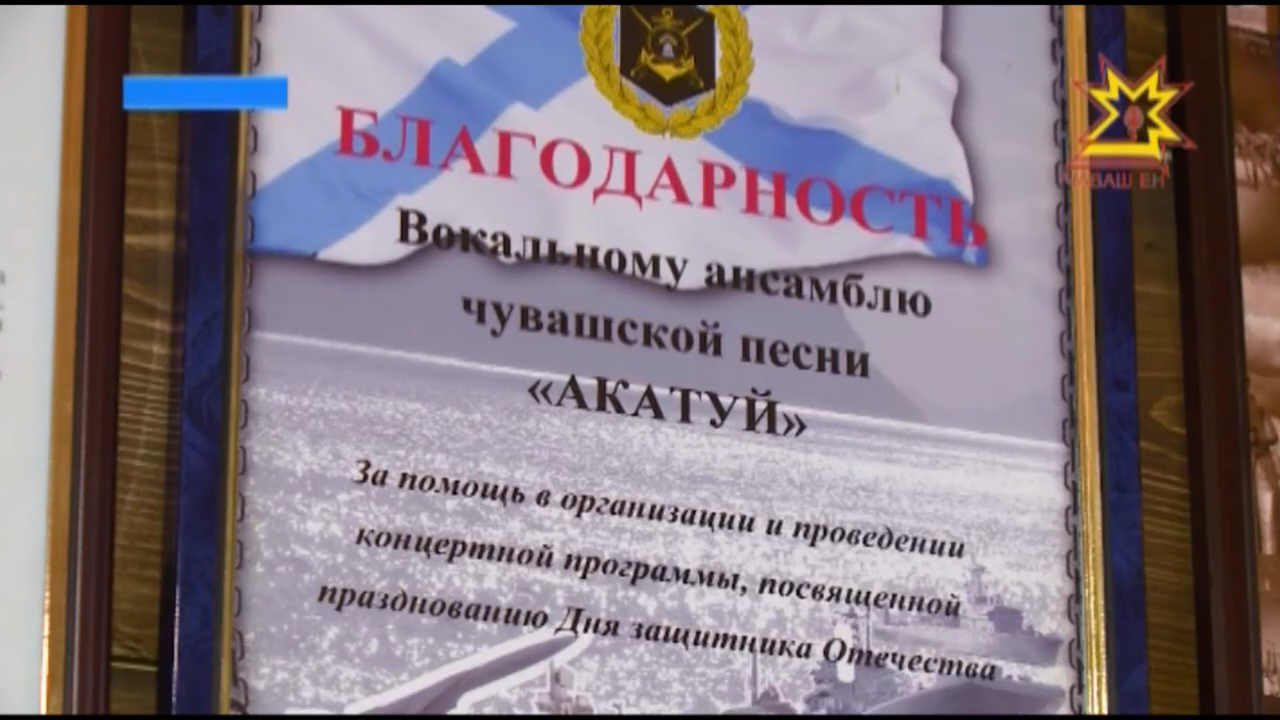 БЛАГОДАРНОСТЬ
Вокальному ансамблю
чувашской песни
«АКАТУЙ»
За помощь в организации и проведении
концертной программы, посвященной
празднованию Дня защитника Отечества